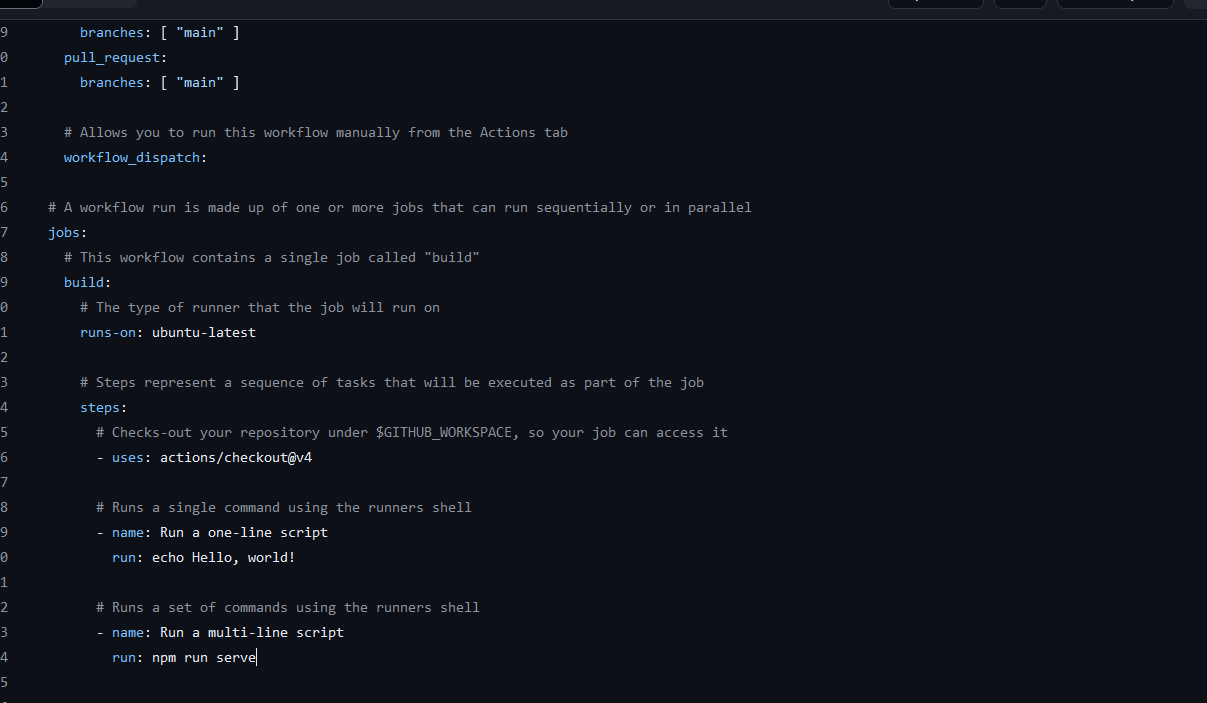 9 branches: [ "main" ]
0 pull_request:
1 branches: [ "main" ]
2
3 # Allows you to run this workflow manually from the Actions tab
4 workflow_dispatch:
5
6 # A workflow run is made up of one or more jobs that can run sequentially or in parallel
7 jobs:
8 # This workflow contains a single job called "build"
9 build:
0 # The type of runner that the job will run on
1 runs-on: ubuntu-latest
2
3 # Steps represent a sequence of tasks that will be executed as part of the job
4 steps:
5 # Checks-out your repository under $GITHUB_WORKSPACE, so your job can access it
6 - uses: actions/checkout@v4
7
8 # Runs a single command using the runners shell
9 - name: Run a one-line script
0 run: echo Hello, world!
1
2 # Runs a set of commands using the runners shell
3 - name: Run a multi-line script
4 run: npm run serve
5